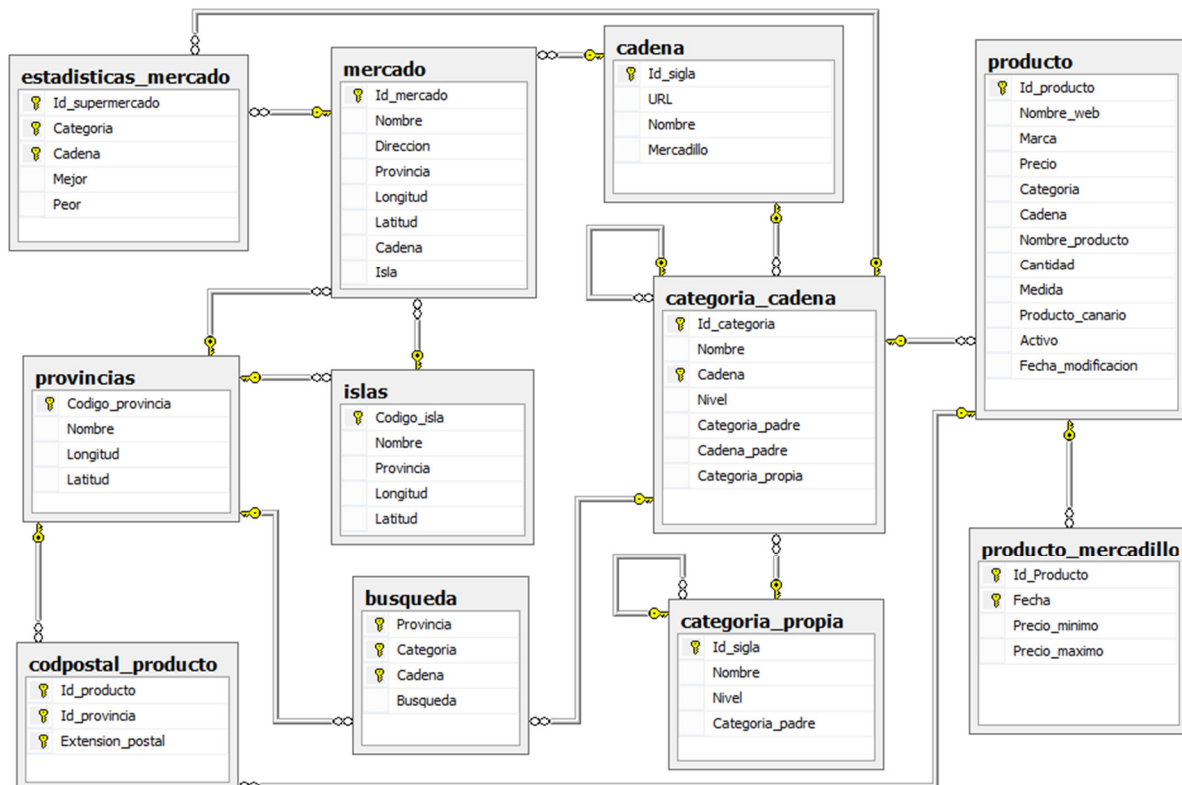 estadisticas_mercado
Id_supermercado
Categoria
Cadena
Mejor
Peor
mercado
Id_mercado
Nombre
Direccion
Provincia
Longitud
Latitud
Cadena
Isla
cadena
Id_sigla
URL
Nombre
Mercadillo
producto
Id_producto
Nombre_web
Marca
Precio
Categoria
Cadena
Nombre_producto
Cantidad
Medida
Producto_canario
Activo
Fecha_modificacion
categoria_cadena
Id_categoria
Nombre
Cadena
Nivel
Categoria_padre
Cadena_padre
Categoria_propia
provincias
Codigo_provincia
Nombre
Longitud
Latitud
islas
Codigo_isla
Nombre
Provincia
Longitud
Latitud
producto_mercadillo
Id_Producto
Fecha
Precio_minimo
Precio_maximo
busqueda
Provincia
Categoria
Cadena
Busqueda
categoria_propia
Id_sigla
Nombre
Nivel
Categoria_padre
codpostal_producto
Id_producto
Id_provincia
Extension_postal